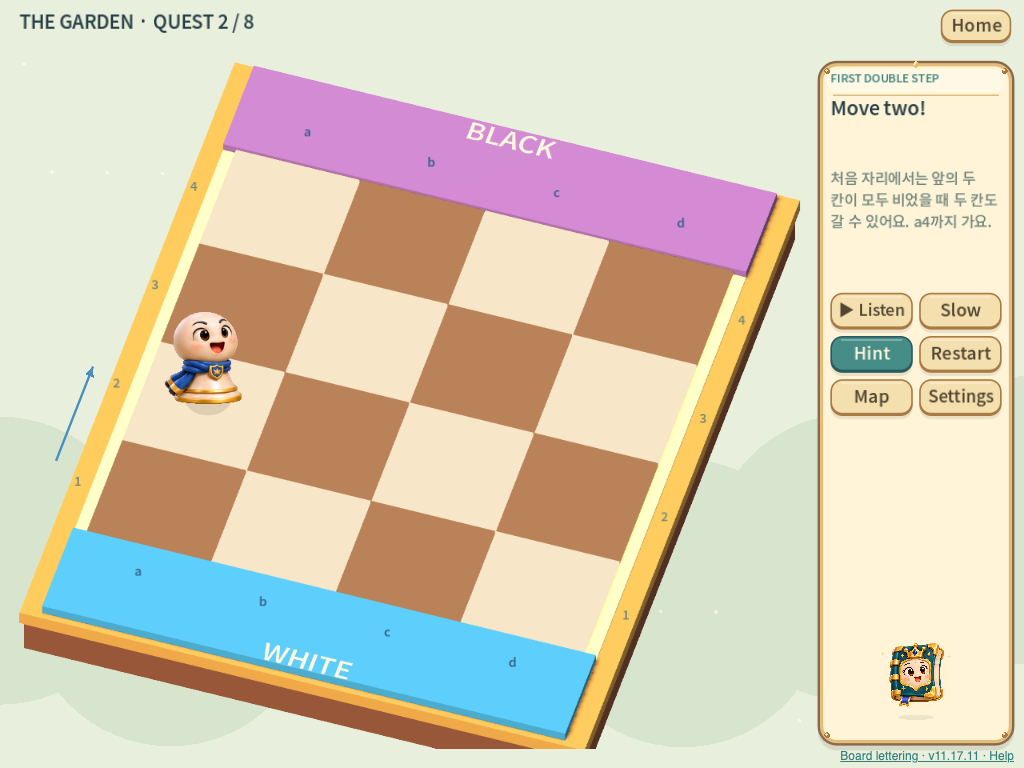 THE GARDEN · QUEST 2 / 8
Home
FIRST DOUBLE STEP
Move two!
처음 자리에서는 앞의 두
칸이 모두 비었을 때 두 칸도
갈 수 있어요. a4까지 가요.
▶ Listen
Slow
Hint
Restart
Map
Settings
BLACK
a
b
c
d
4
3
2
1
4
3
2
1
a
b
c
d
WHITE
Board lettering · v11.17.11 · Help